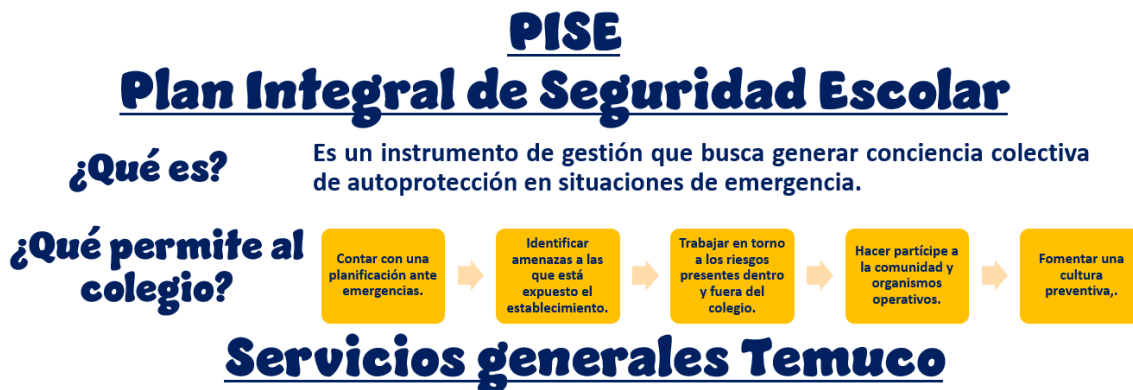 PISE
Plan Integral de Seguridad Escolar
¿Qué es?
Es un instrumento de gestión que busca generar conciencia colectiva
de autoprotección en situaciones de emergencia.
¿Qué permite al
colegio?
Contar con una
planificación ante
emergencias.
Identificar
amenazas a las
que está
expuesto el
establecimiento.
Trabajar en torno
a los riesgos
presentes dentro
y fuera del
colegio.
Hacer partícipe a
la comunidad y
organismos
operativos.
Fomentar una
cultura
preventiva,.
Servicios generales Temuco